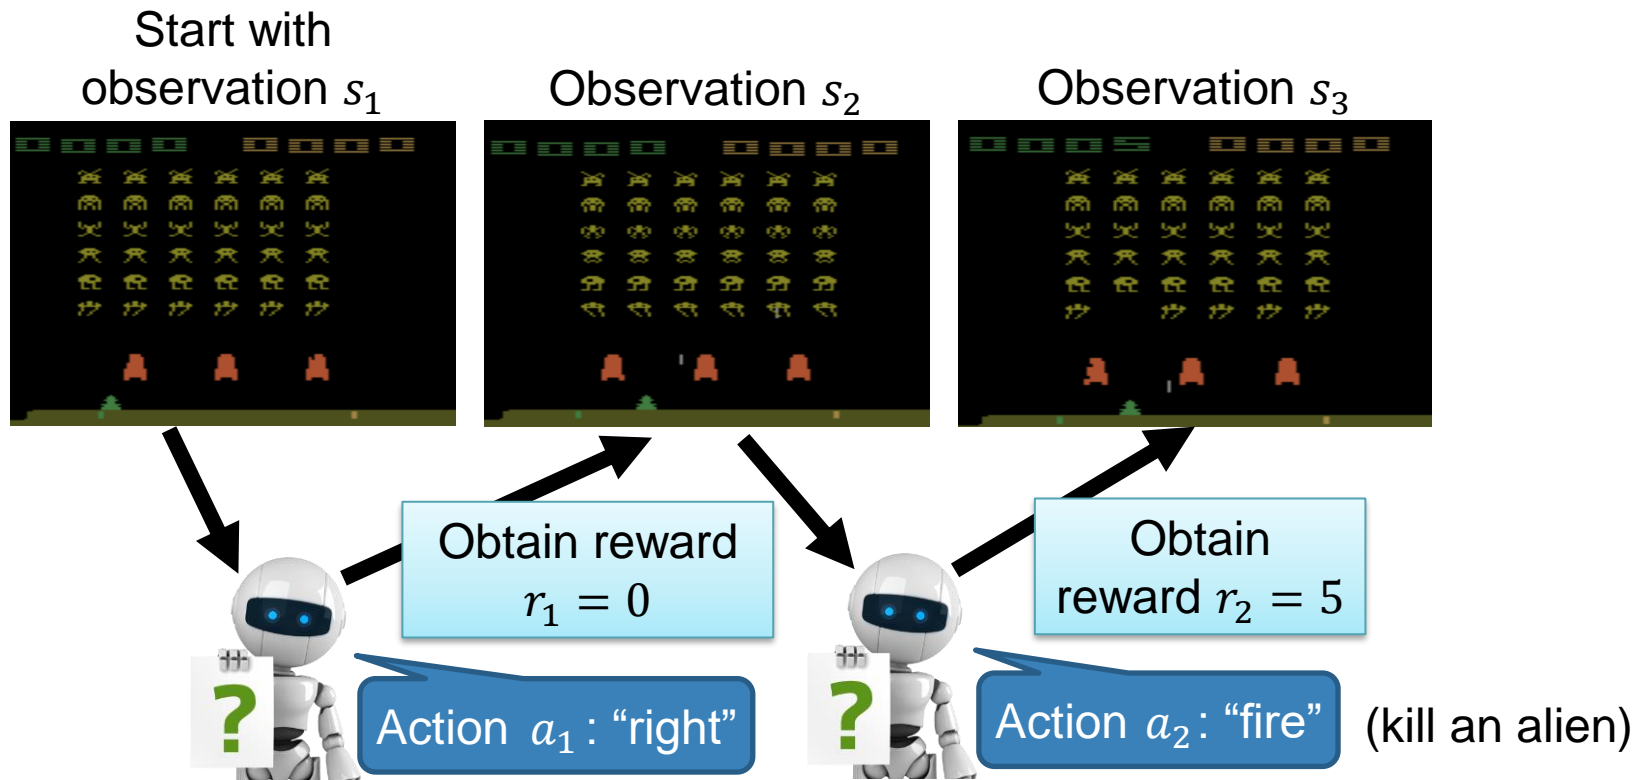 Start with
observation s₁
Observation s₂
Observation s₃
Obtain reward
r₁ = 0
Obtain
reward r₂ = 5
?
Action a₁ : “right”
?
Action a₂ : “fire”
(kill an alien)